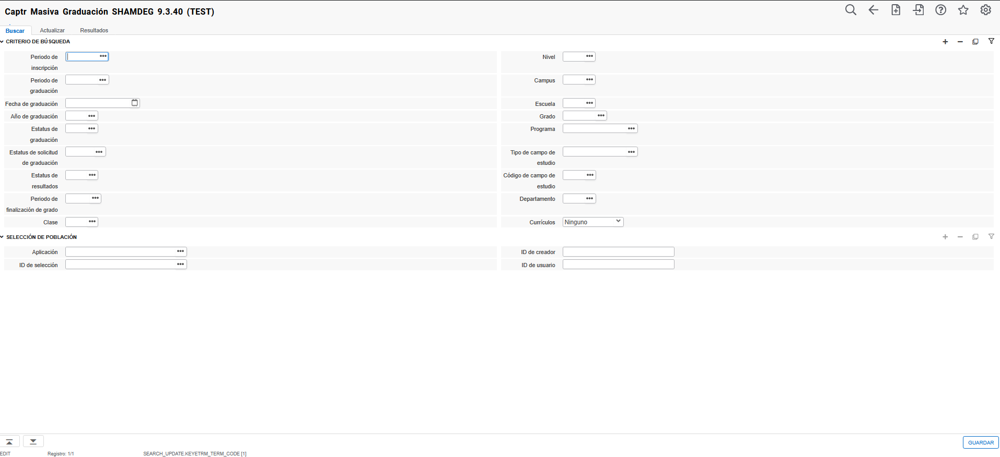 Captr Masiva Graduación SHAMDEG 9.3.40 (TEST)
Buscar Actualizar Resultados
CRITERIO DE BÚSQUEDA
Periodo de
inscripción
Nivel
Periodo de
graduación
Campus
Fecha de graduación
Escuela
Año de graduación
Grado
Estatus de
graduación
Programa
Estatus de solicitud
de graduación
Tipo de campo de
estudio
Estatus de
resultados
Código de campo de
estudio
Periodo de
finalización de grado
Departamento
Clase
Currículos Ninguno
SELECCIÓN DE POBLACIÓN
Aplicación
ID de creador
ID de selección
ID de usuario
GUARDAR
EDIT Registro: 1/1 SEARCH_UPDATE.KEYETRM_TERM_CODE [1]